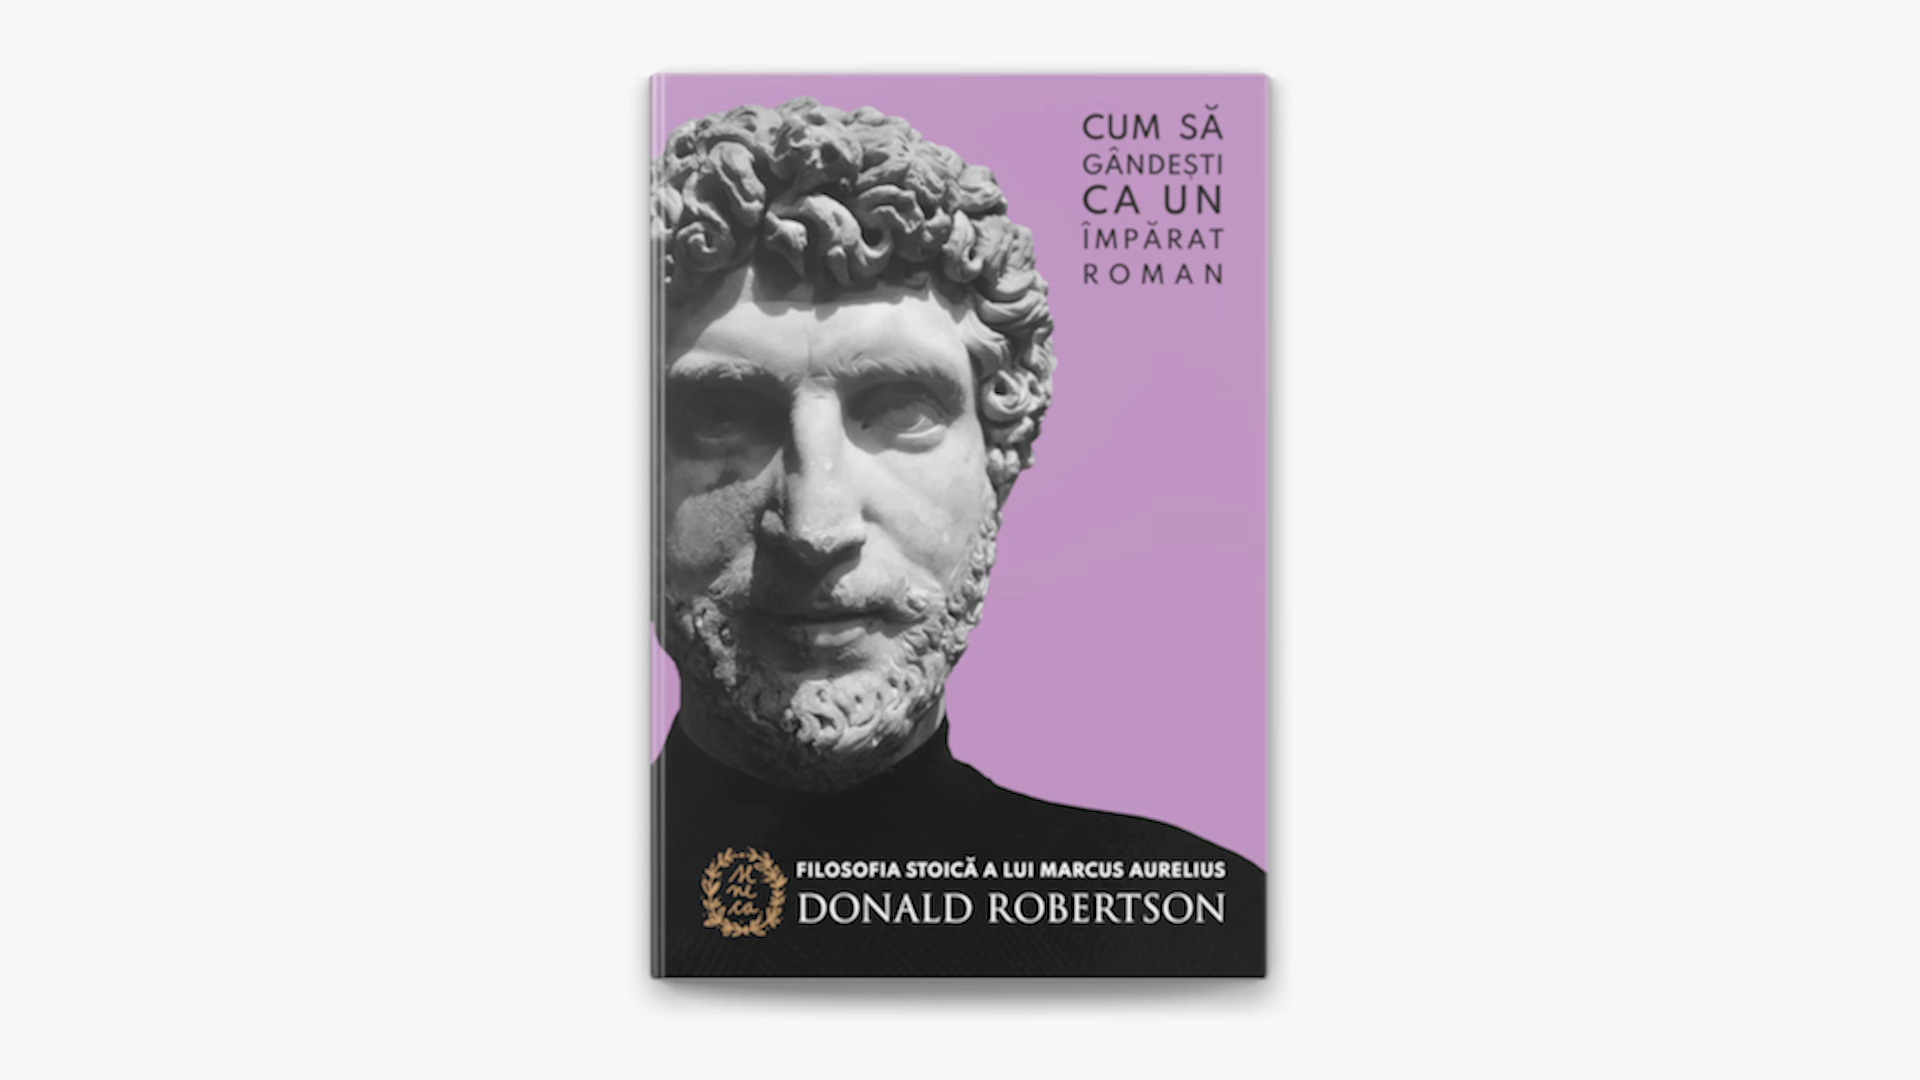 CUM SĂ
GÂNDEȘTI
CA UN
ÎMPĂRAT
ROMAN
FILOSOFIA STOICĂ A LUI MARCUS AURELIUS
DONALD ROBERTSON